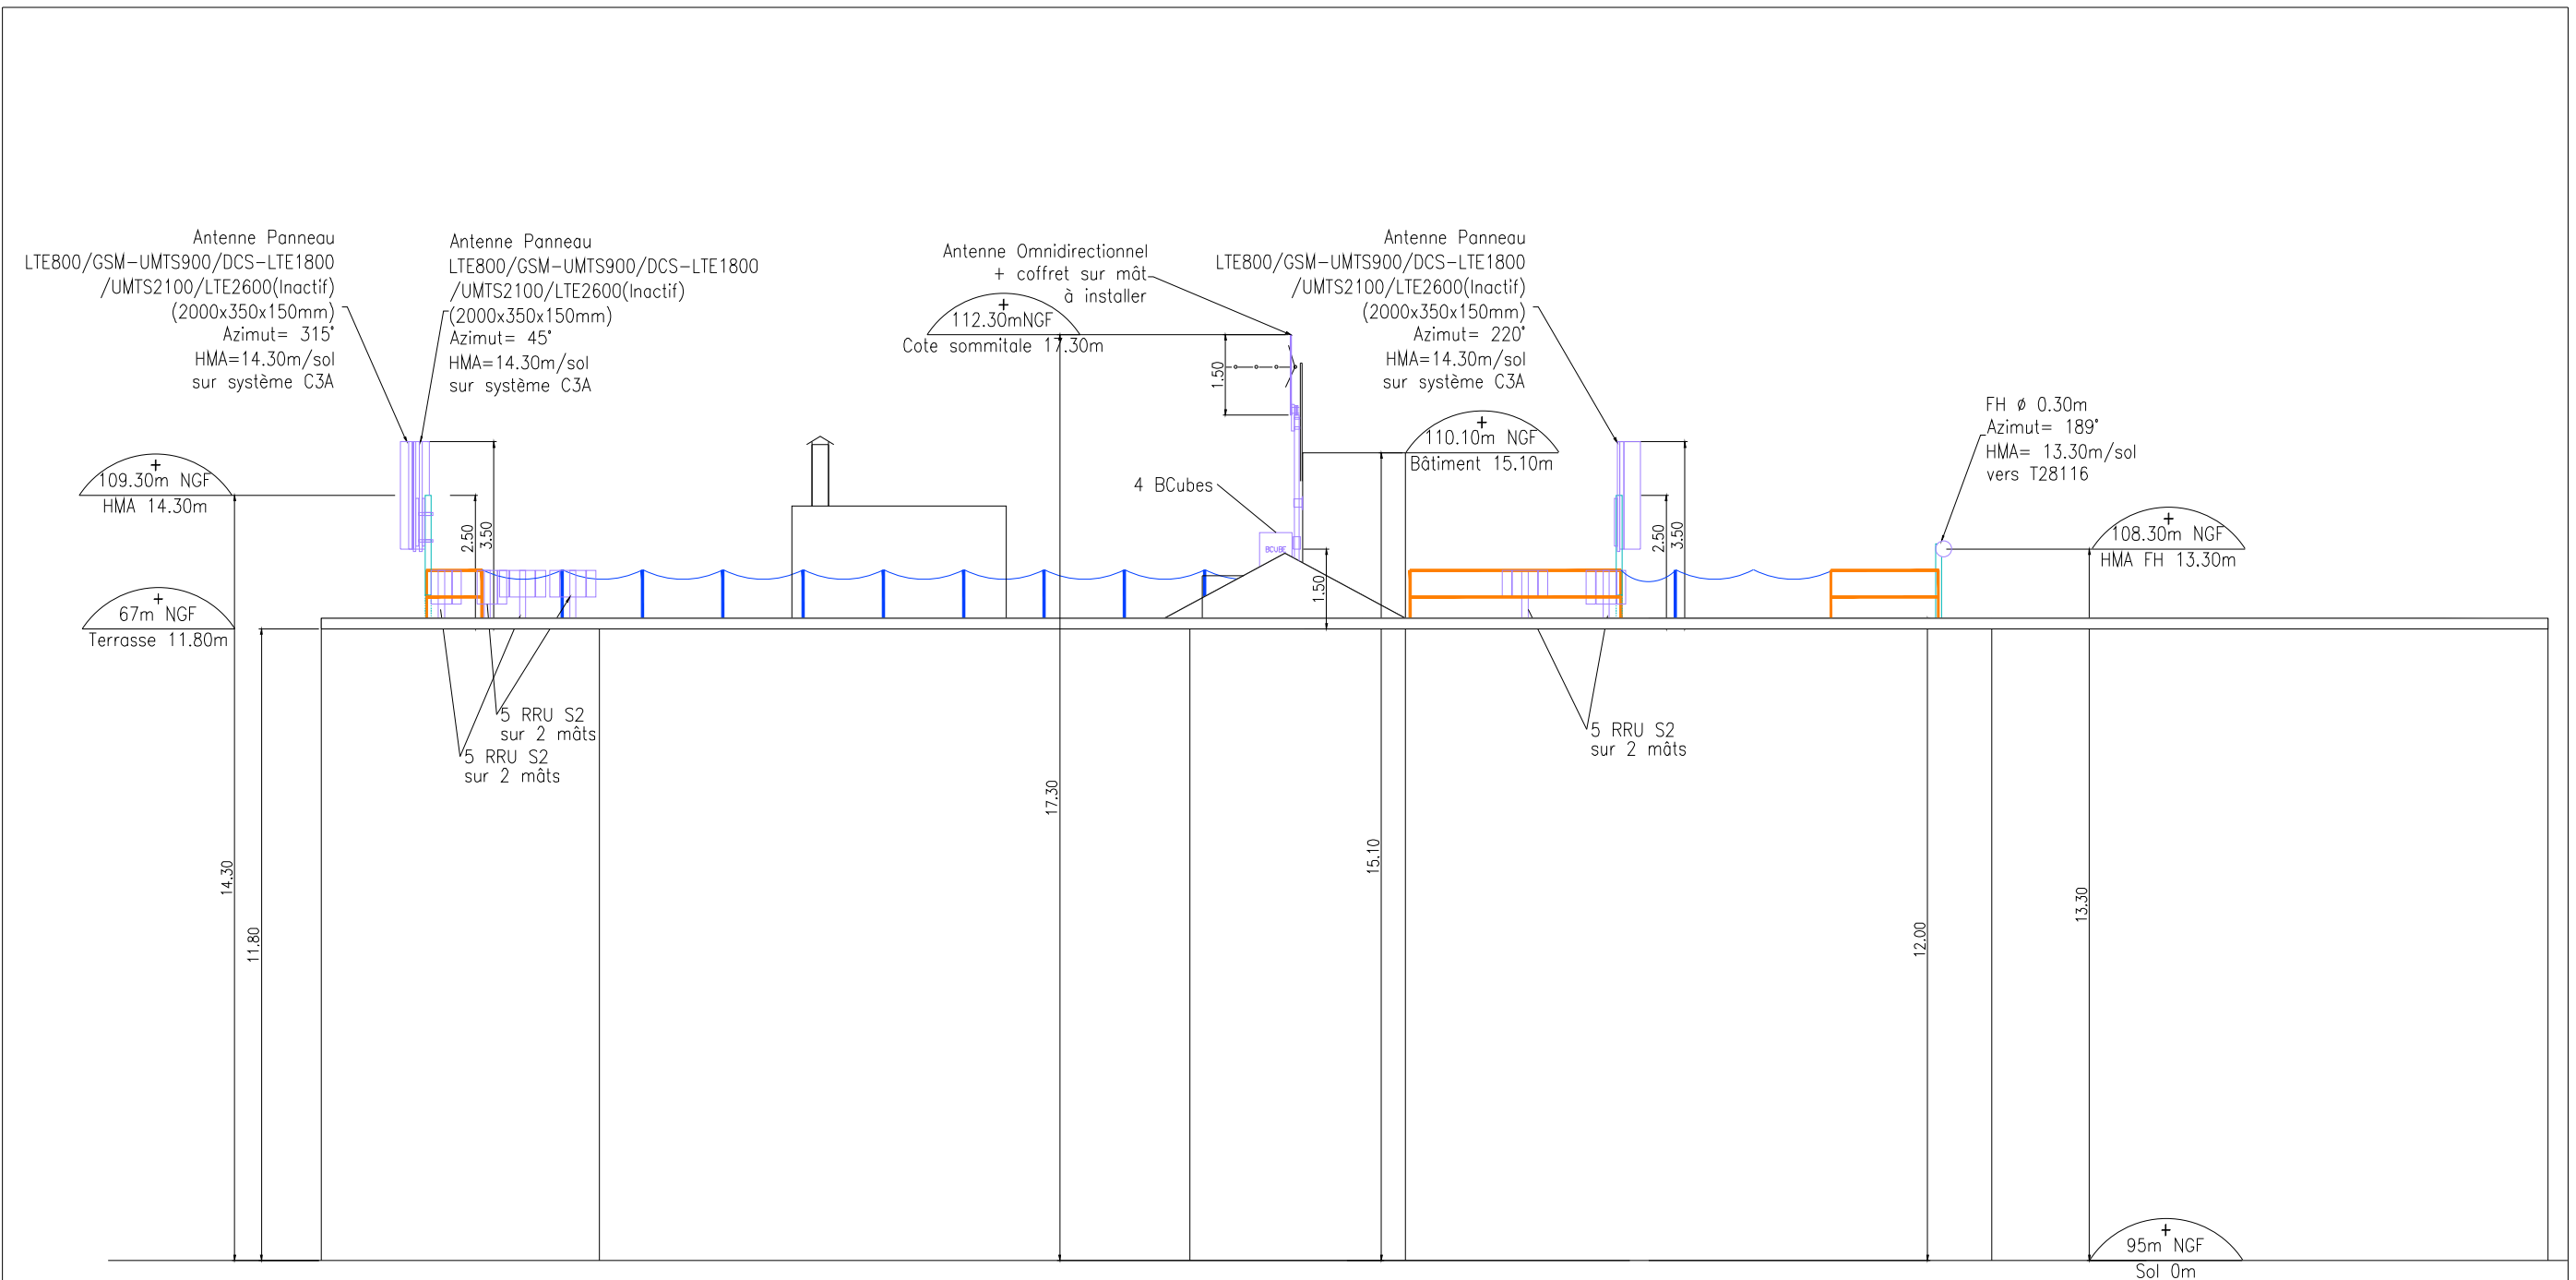 Antenne Panneau
LTE800/GSM-UMTS900/DCS-LTE1800
/UMTS2100/LTE2600(Inactif)
(2000x350x150mm)
Azimut= 315°
HMA=14.30m/sol
sur système C3A
Antenne Panneau
LTE800/GSM-UMTS900/DCS-LTE1800
/UMTS2100/LTE2600(Inactif)
(2000x350x150mm)
Azimut= 45°
HMA=14.30m/sol
sur système C3A
Antenne Omnidirectionnel
+ coffret sur mât
à installer
112.30mNGF
Cote sommitale 17.30m
Antenne Panneau
LTE800/GSM-UMTS900/DCS-LTE1800
/UMTS2100/LTE2600(Inactif)
(2000x350x150mm)
Azimut= 220°
HMA=14.30m/sol
sur système C3A
FH ø 0.30m
Azimut= 189°
HMA= 13.30m/sol
vers T28116
1.50
110.10m NGF
Bâtiment 15.10m
109.30m NGF
HMA 14.30m
4 BCubes
BCUBE
2.50
3.50
2.50
3.50
108.30m NGF
HMA FH 13.30m
1.50
67m NGF
Terrasse 11.80m
5 RRU S2
sur 2 mâts
5 RRU S2
sur 2 mâts
5 RRU S2
sur 2 mâts
14.30
11.80
17.30
15.10
12.00
13.30
95m NGF
Sol 0m